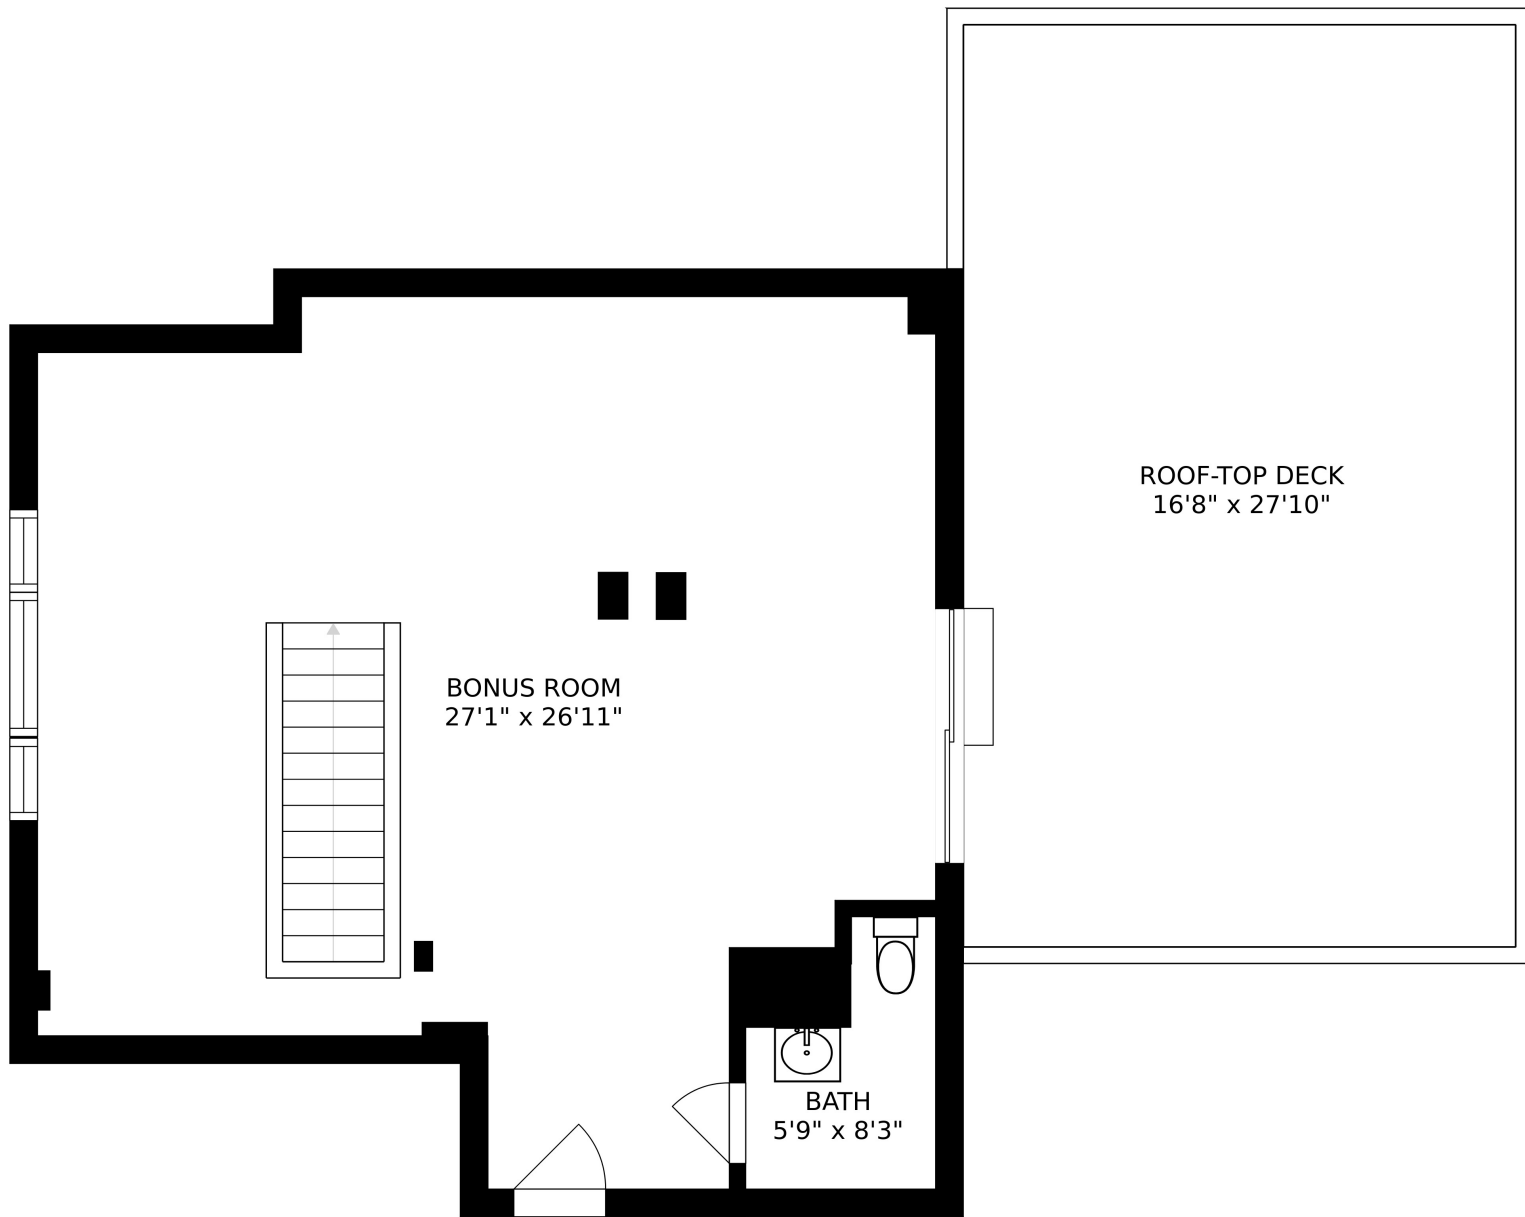 ROOF-TOP DECK
16'8" x 27'10"
BONUS ROOM
27'1" x 26'11"
BATH
5'9" x 8'3"